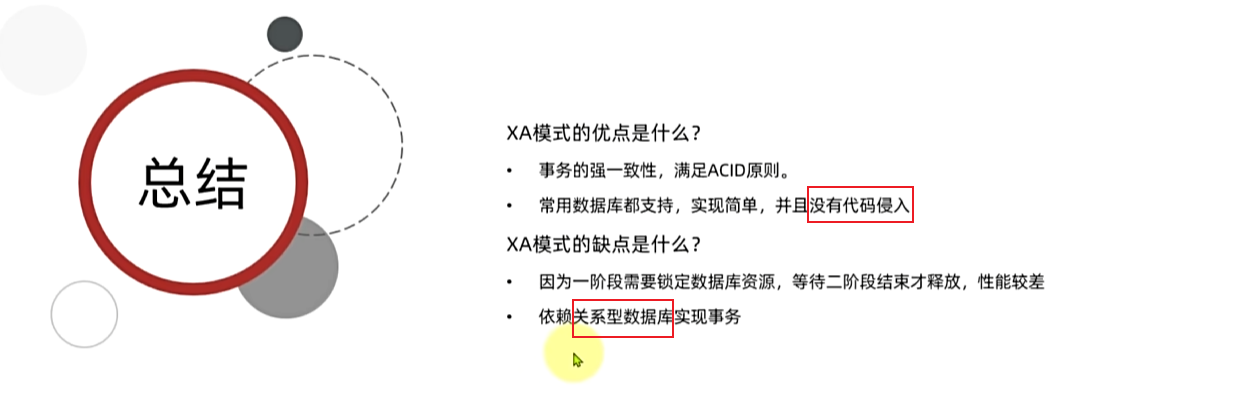 总结
XA模式的优点是什么?
• 事务的强一致性，满足ACID原则。
• 常用数据库都支持，实现简单，并且没有代码侵入
XA模式的缺点是什么?
• 因为一阶段需要锁定数据库资源，等待二阶段结束才释放，性能较差
• 依赖关系型数据库实现事务